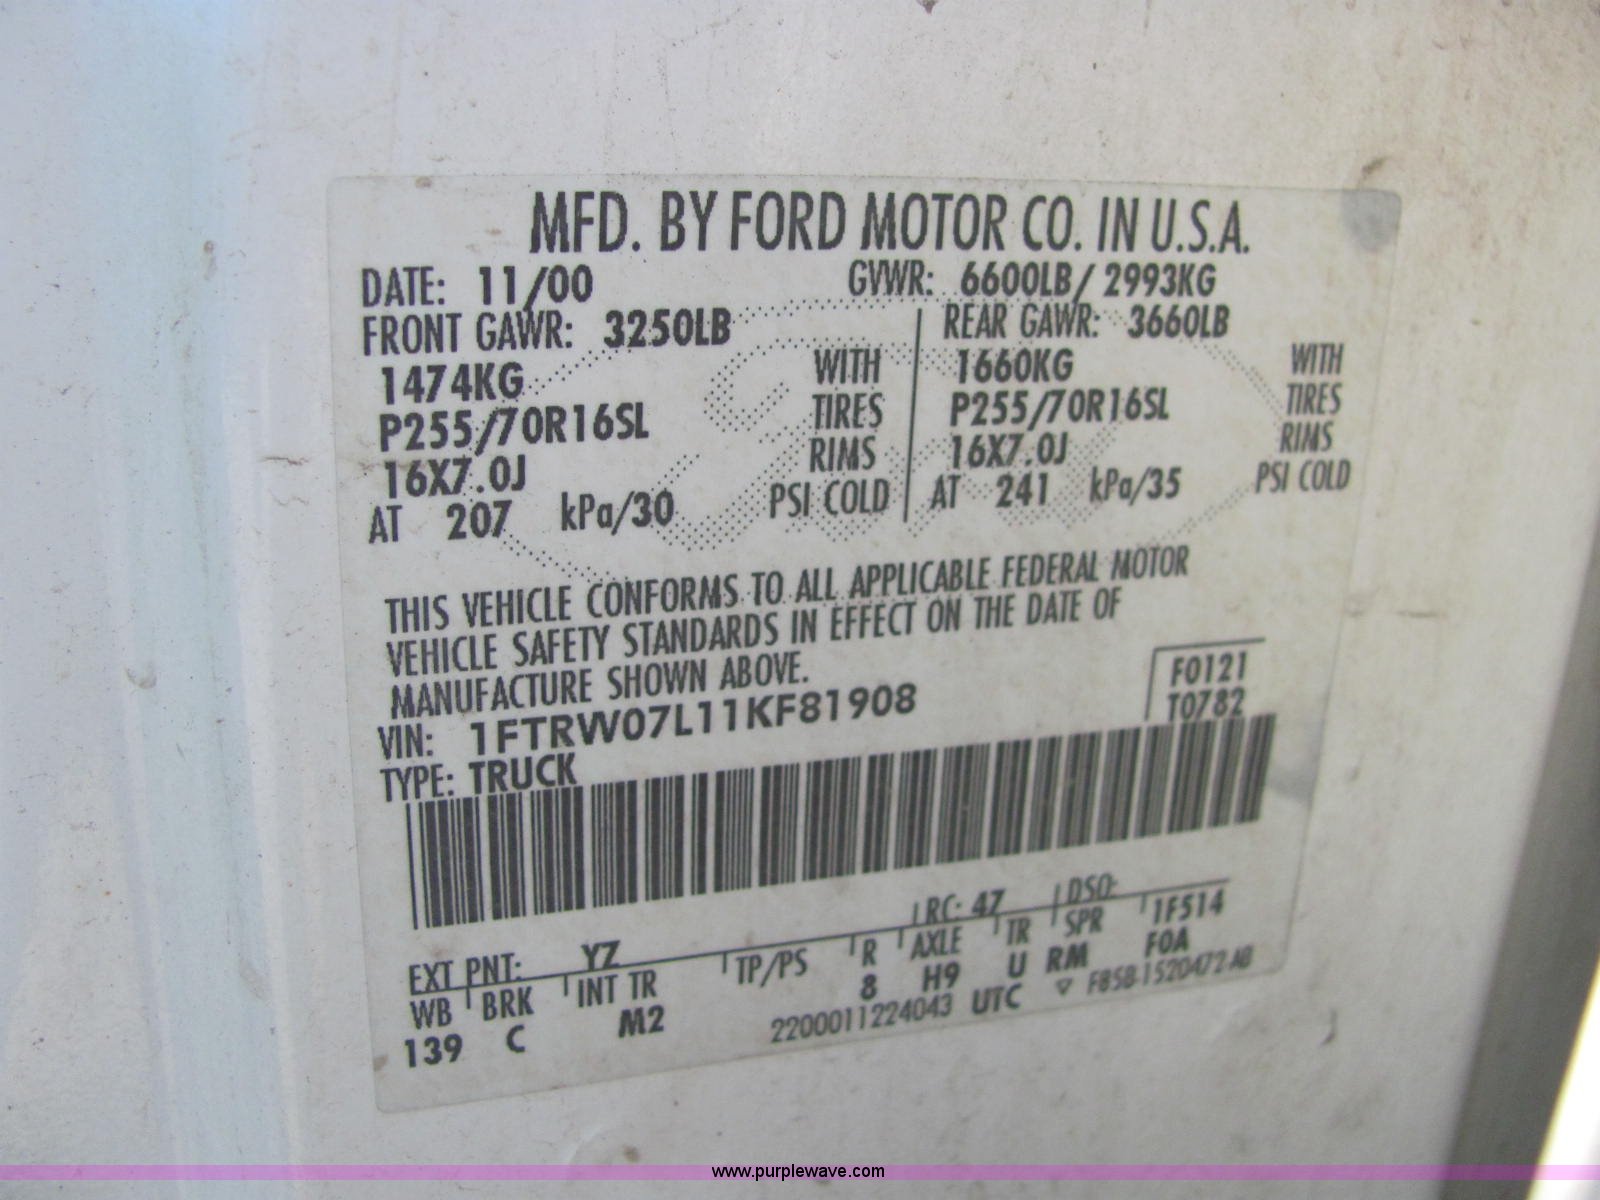 MFD. BY FORD MOTOR CO. IN U.S.A.
DATE: 11/00 GVWR: 6600LB/ 2993KG
FRONT GAWR: 3250LB REAR GAWR: 3660LB
1474KG WITH 1660KG WITH
P255/70R16SL TIRES P255/70R16SL TIRES
16X7.0J RIMS 16X7.0J RIMS
AT 207 kPa/30 PSI COLD AT 241 kPa/35 PSI COLD
THIS VEHICLE CONFORMS TO ALL APPLICABLE FEDERAL MOTOR
VEHICLE SAFETY STANDARDS IN EFFECT ON THE DATE OF
MANUFACTURE SHOWN ABOVE.
F0121
VIN: 1FTRW07L11KF81908 T0782
TYPE: TRUCK
EXT PNT: YZ RC: 47 DSO:
WB BRK INT TR TP/PS R AXLE TR SPR 1F514
139 C M2 8 H9 U RM F0A
2200011224043 UTC ▽ F85B-1520472-AB
www.purplewave.com